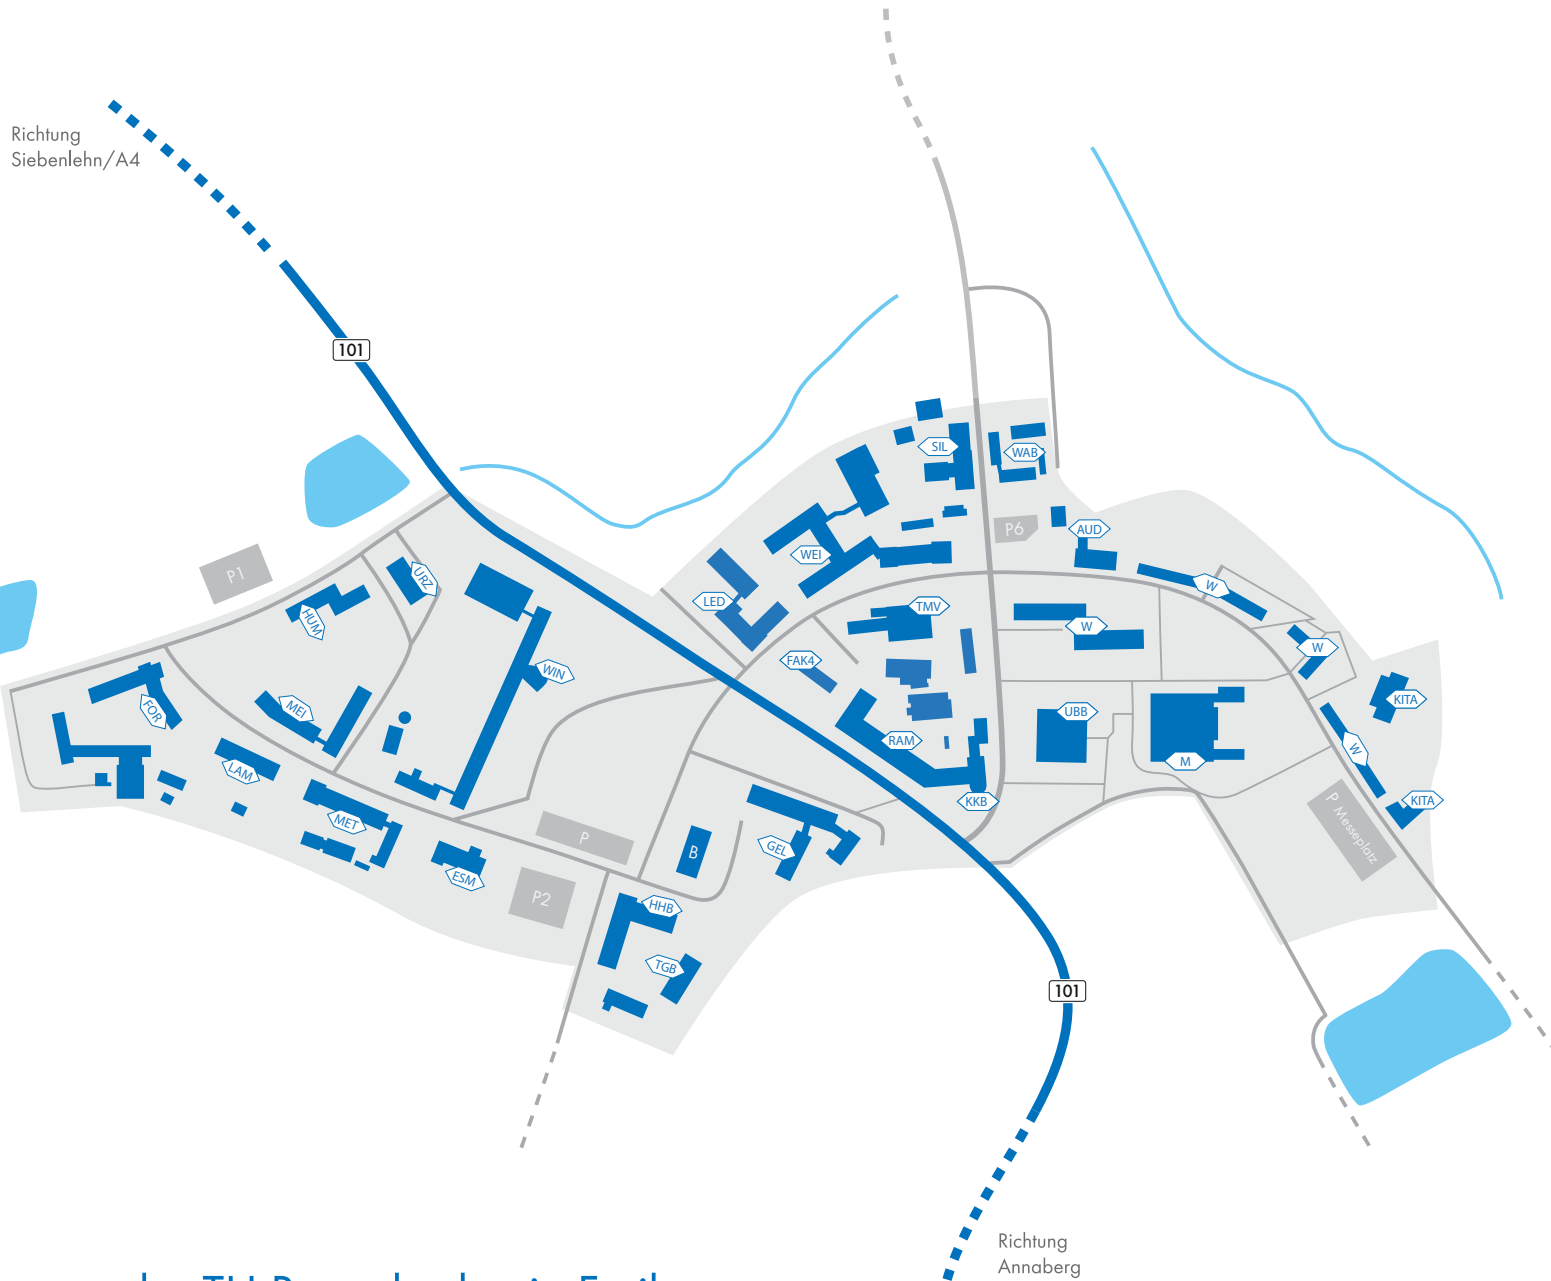 Richtung
Siebenlehn/A4
101
SIL
WAB
P6
AUD
WEI
P1
URZ
W
LED
TMV
HUM
W
W
FAK4
WIN
KITA
FOR
MEI
UBB
RAM
W
M
LAM
KKB
KITA
MET
P Messeplatz
P
B
GEL
ESM
P2
HHB
TGB
101
Richtung
Annaberg